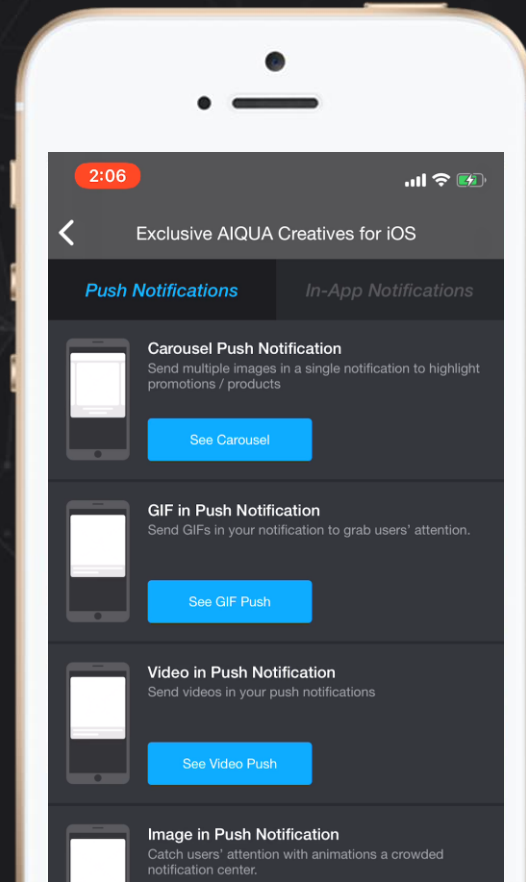 2:06
Exclusive AIQUA Creatives for iOS
Push Notifications
In-App Notifications
Carousel Push Notification
Send multiple images in a single notification to highlight
promotions / products
See Carousel
GIF in Push Notification
Send GIFs in your notification to grab users' attention.
See GIF Push
Video in Push Notification
Send videos in your push notifications
See Video Push
Image in Push Notification
Catch users' attention with animations a crowded
notification center.